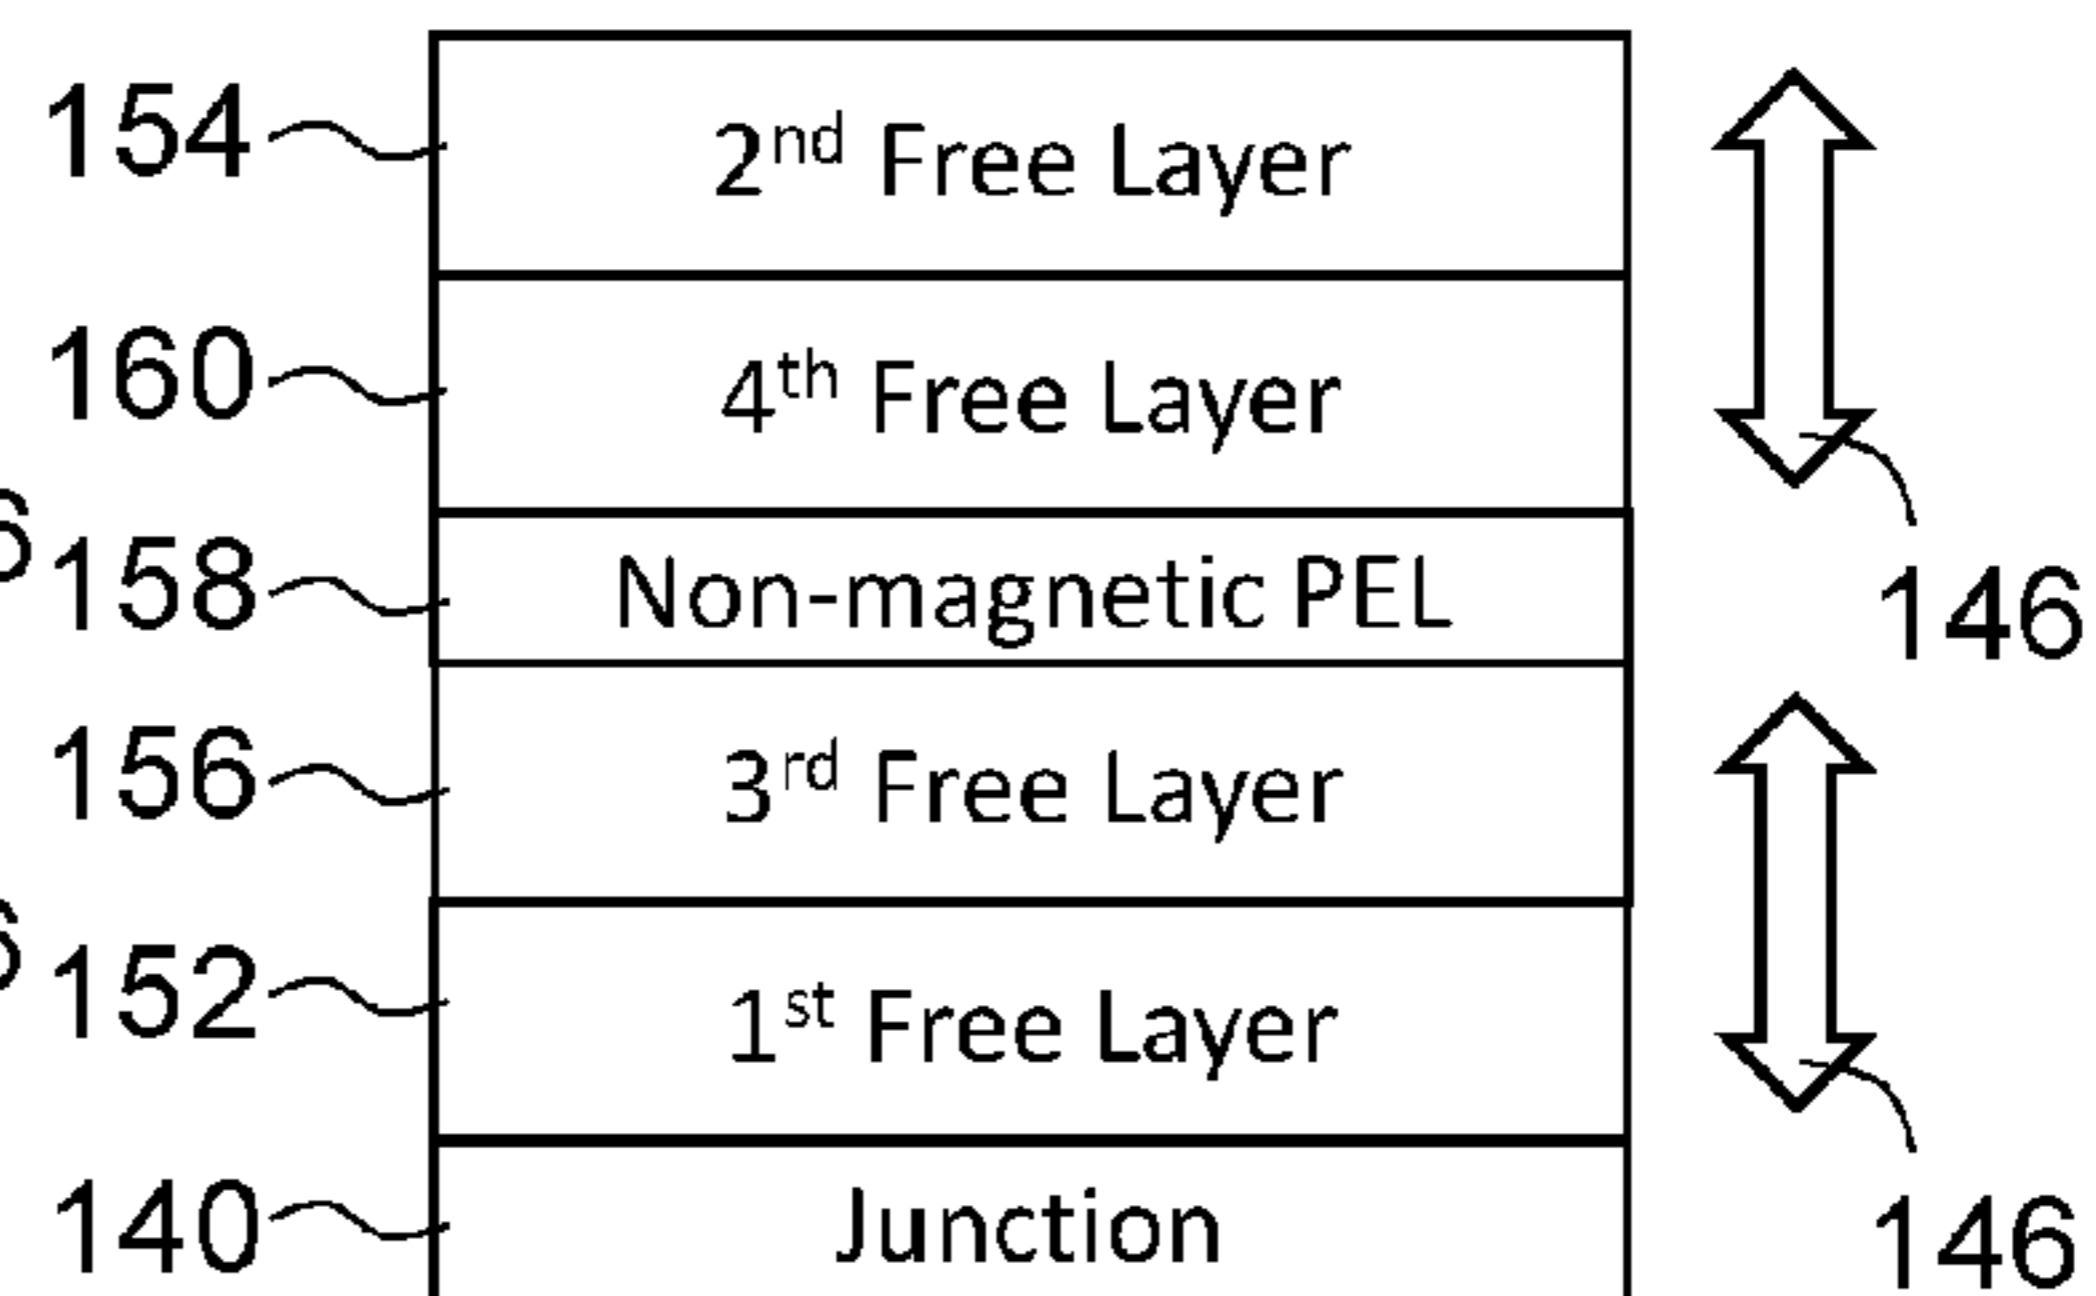 154 2nd Free Layer
160 4th Free Layer
158 Non-magnetic PEL
146
156 3rd Free Layer
152 1st Free Layer
140 Junction
146